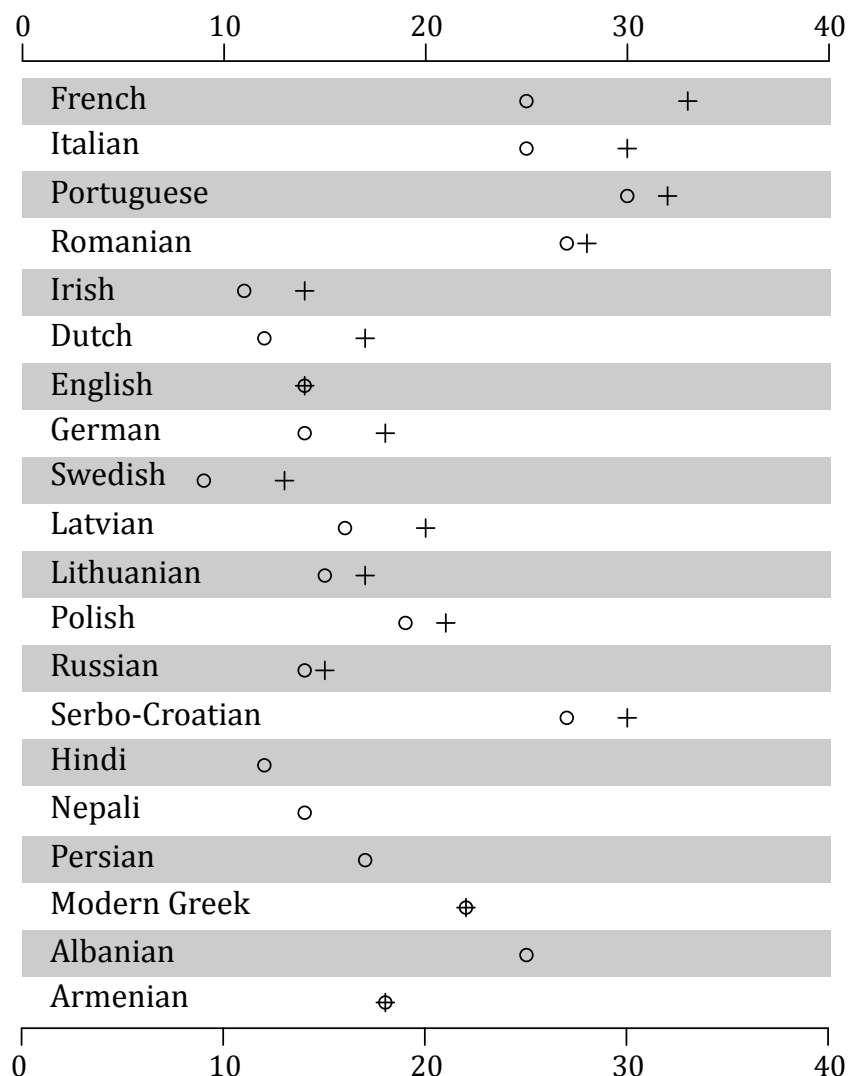 0 10 20 30 40
French
Italian
Portuguese
Romanian
Irish
Dutch
English
German
Swedish
Latvian
Lithuanian
Polish
Russian
Serbo-Croatian
Hindi
Nepali
Persian
Modern Greek
Albanian
Armenian
0 10 20 30 40